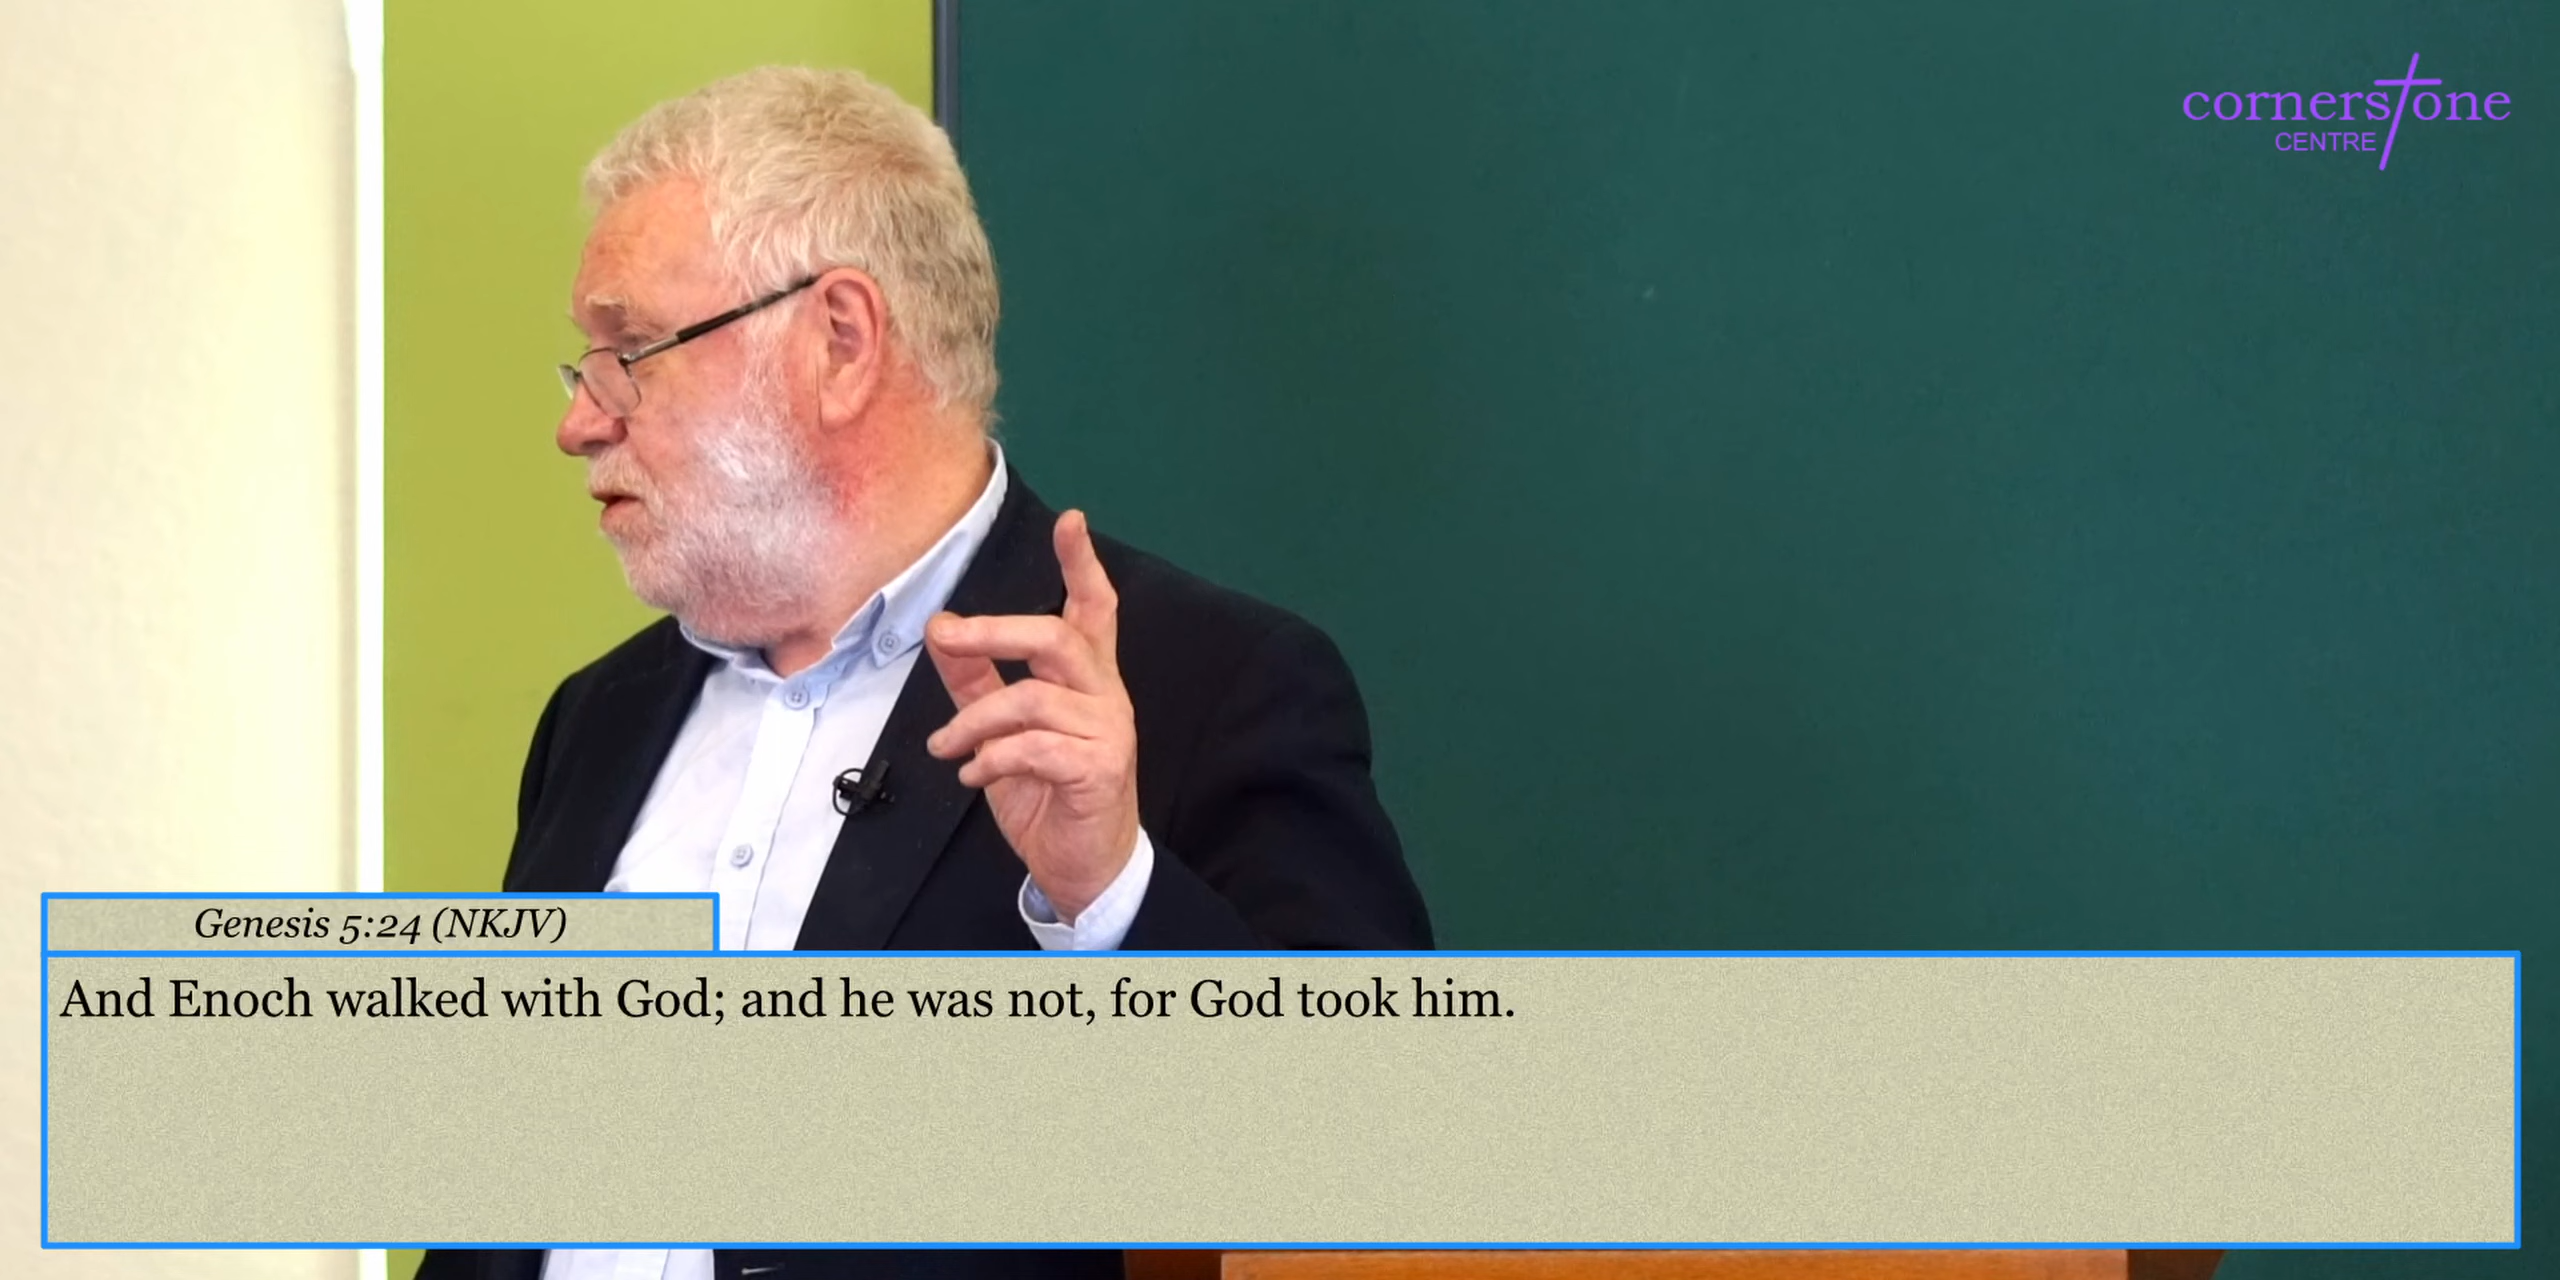 cornerstone
CENTRE
Genesis 5:24 (NKJV)
And Enoch walked with God; and he was not, for God took him.